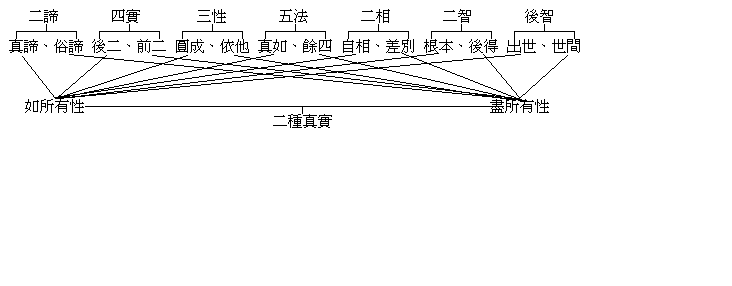 二諦 四實 三性 五法 二相 二智 後智
真諦、俗諦 後二、前二 圓成、依他 真如、餘四 自相、差別 根本、後得 出世、世間
如所有性 盡所有性
二種真實